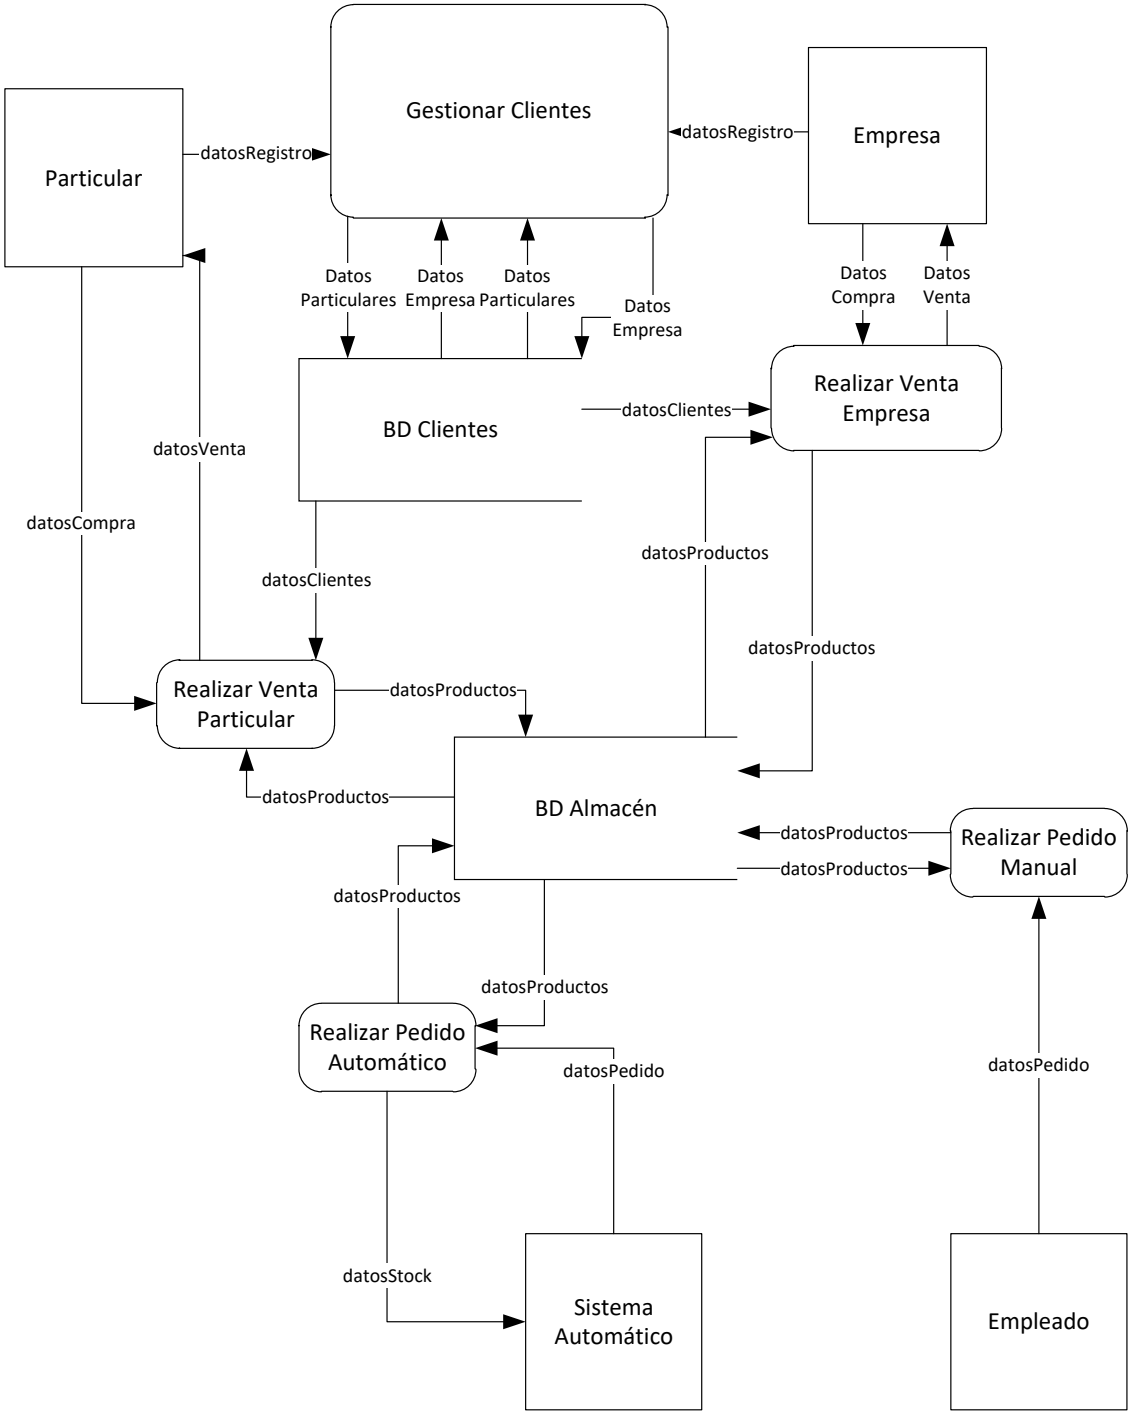 Gestionar Clientes
Empresa
Particular
datosRegistro
datosRegistro
Datos
Particulares
Datos
Empresa
Datos
Particulares
Datos
Empresa
Datos
Compra
Datos
Venta
Realizar Venta
Empresa
BD Clientes
datosClientes
datosVenta
datosCompra
datosClientes
datosProductos
datosProductos
Realizar Venta
Particular
datosProductos
datosProductos
BD Almacén
datosProductos
datosProductos
Realizar Pedido
Manual
datosProductos
datosProductos
Realizar Pedido
Automático
datosPedido
datosPedido
datosStock
Sistema
Automático
Empleado